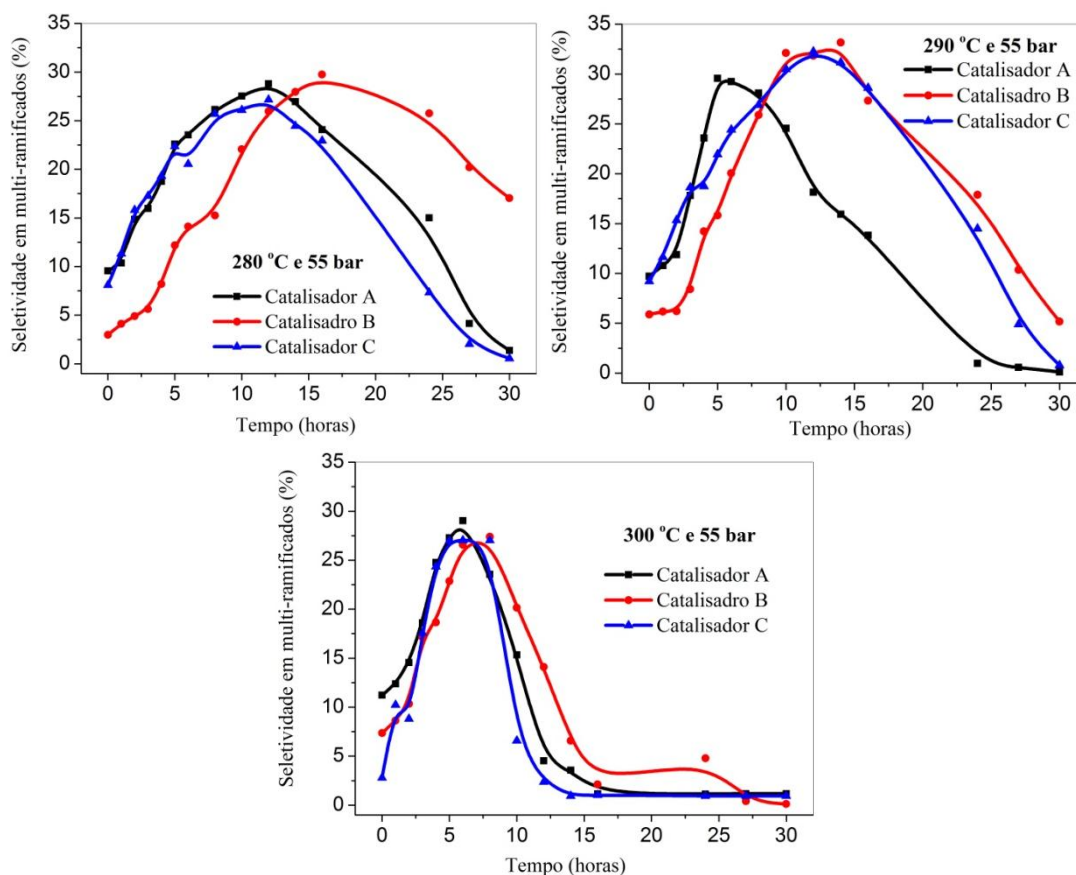 Seletividade em multi-ramificados (%)
35
30
25
20
15
10
5
0
280 °C e 55 bar
Catalisador A
Catalisadro B
Catalisador C
0 5 10 15 20 25 30
Tempo (horas)
Seletividade em multi-ramificados (%)
35
30
25
20
15
10
5
0
290 °C e 55 bar
Catalisador A
Catalisadro B
Catalisador C
0 5 10 15 20 25 30
Tempo (horas)
Seletividade em multi-ramificados (%)
35
30
25
20
15
10
5
0
300 °C e 55 bar
Catalisador A
Catalisadro B
Catalisador C
0 5 10 15 20 25 30
Tempo (horas)